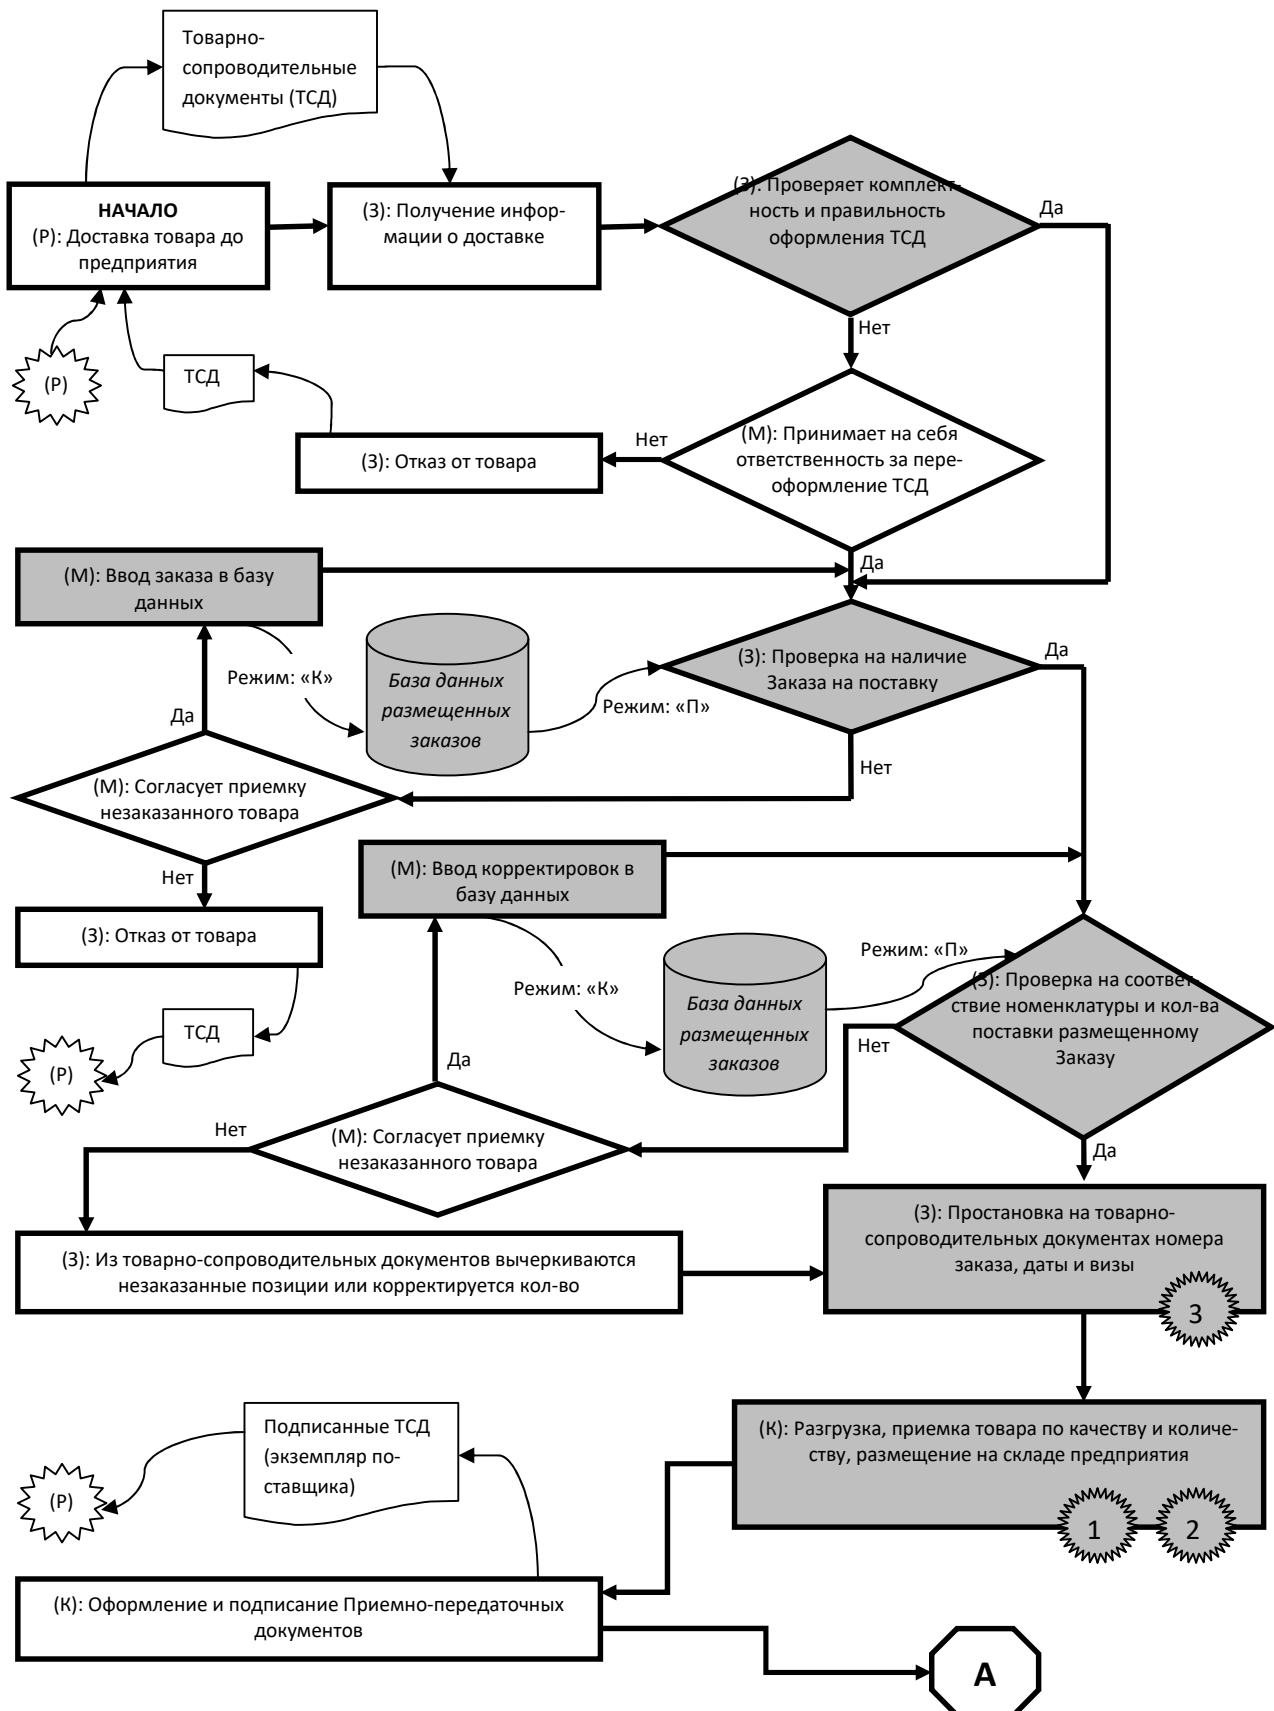 Товарно-
сопроводительные
документы (ТСД)
НАЧАЛО
(Р): Доставка товара до
предприятия
(З): Получение инфор-
мации о доставке
(З): Проверяет комплект-
ность и правильность
оформления ТСД
Да
Нет
(Р)
ТСД
(З): Отказ от товара
Нет
(М): Принимает на себя
ответственность за пере-
оформление ТСД
Да
(М): Ввод заказа в базу
данных
Режим: «К»
База данных
размещенных
заказов
Режим: «П»
(З): Проверка на наличие
Заказа на поставку
Да
Нет
Да
(М): Согласует приемку
незаказанного товара
Нет
(З): Отказ от товара
ТСД
(Р)
(М): Ввод корректировок в
базу данных
Режим: «К»
База данных
размещенных
заказов
Режим: «П»
(З): Проверка на соответ-
ствие номенклатуры и кол-ва
поставки размещенному
Заказу
Нет
Да
Да
(М): Согласует приемку
незаказанного товара
Нет
(З): Из товарно-сопроводительных документов вычеркиваются
незаказанные позиции или корректируется кол-во
(З): Простановка на товарно-
сопроводительных документах номера
заказа, даты и визы
3
(К): Разгрузка, приемка товара по качеству и количе-
ству, размещение на складе предприятия
1
2
Подписанные ТСД
(экземпляр по-
ставщика)
(Р)
(К): Оформление и подписание Приемно-передаточных
документов
А